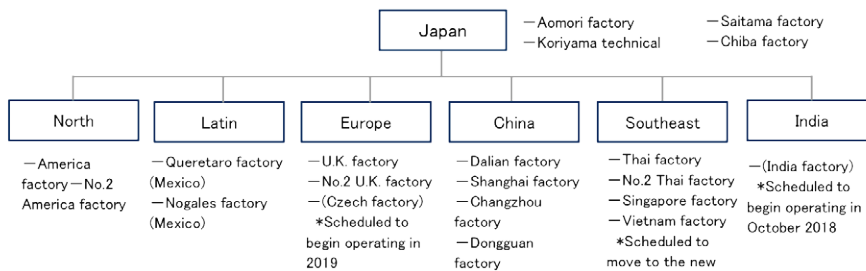 Japan
—Aomori factory
—Koriyama technical
—Saitama factory
—Chiba factory
North
—America
factory—No.2
America factory
Latin
—Queretaro factory
(Mexico)
—Nogales factory
(Mexico)
Europe
—U.K. factory
—No.2 U.K. factory
—(Czech factory)
*Scheduled to
begin operating in
2019
China
—Dalian factory
—Shanghai factory
—Changzhou
factory
—Dongguan
factory
Southeast
—Thai factory
—No.2 Thai factory
—Singapore factory
—Vietnam factory
*Scheduled to
move to the new
India
—(India factory)
*Scheduled to
begin operating in
October 2018